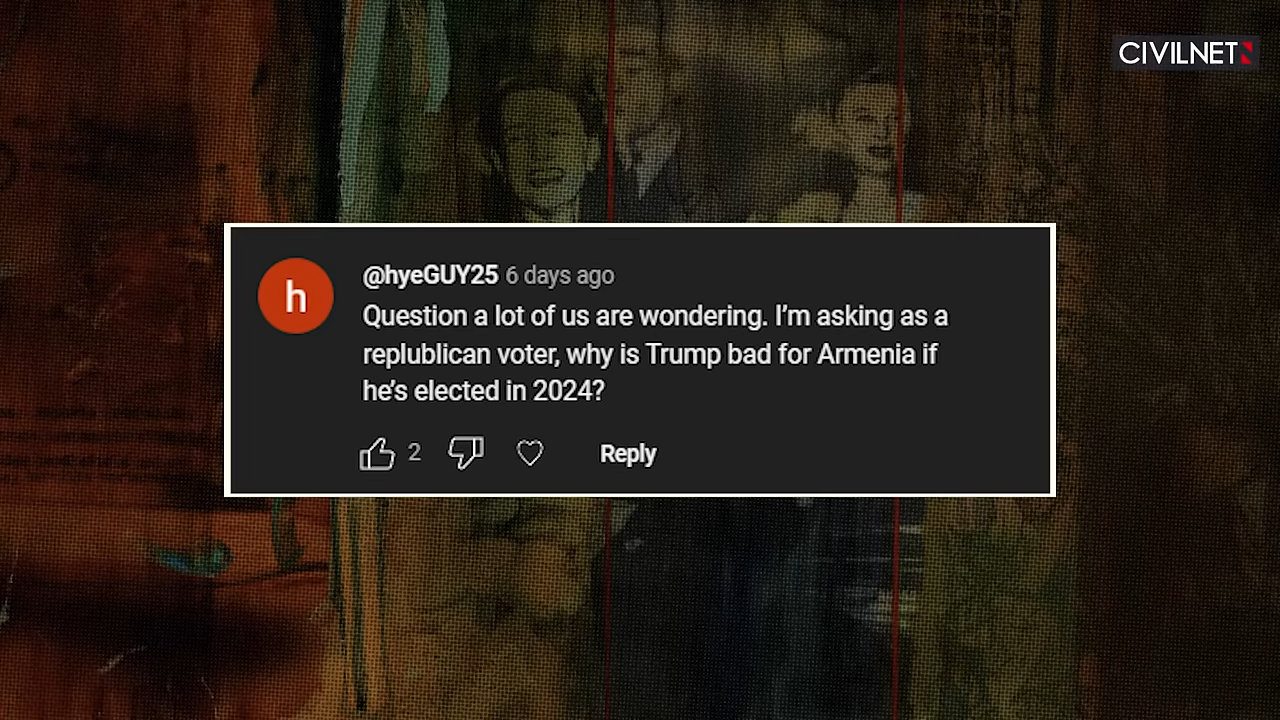 CIVILNET
h
@hyeGUY25 6 days ago
Question a lot of us are wondering. I'm asking as a
replublican voter, why is Trump bad for Armenia if
he's elected in 2024?
2 Reply